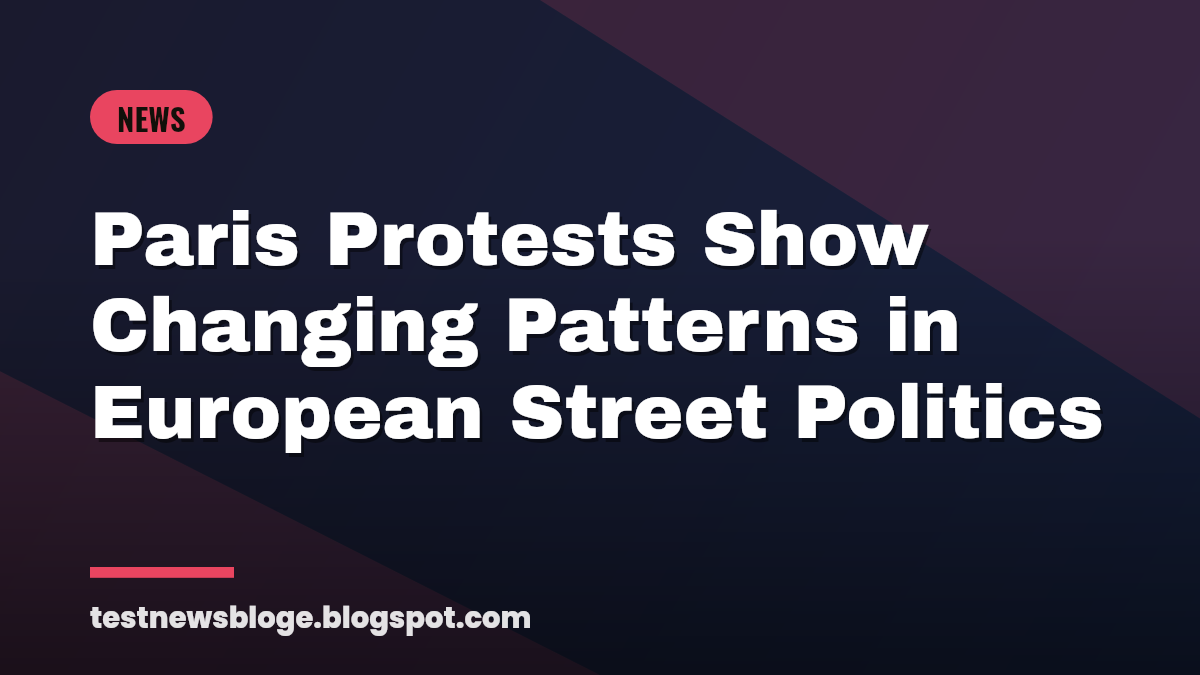 NEWS
Paris Protests Show
Changing Patterns in
European Street Politics
testnewsbloge.blogspot.com